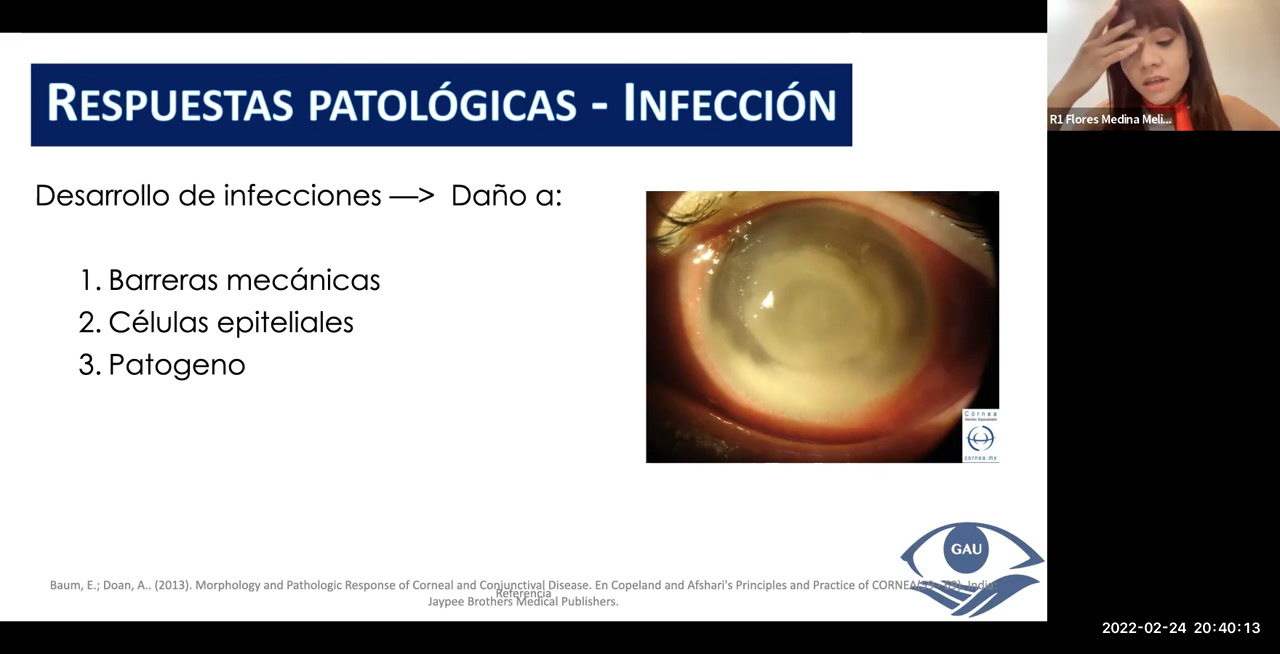 RESPUESTAS PATOLÓGICAS - INFECCIÓN
R1 Flores Medina Meli...
Desarrollo de infecciones —> Daño a:
1. Barreras mecánicas
2. Células epiteliales
3. Patogeno
Córnea
cornea.mx
GAU
Baum, E.; Doan, A.. (2013). Morphology and Pathologic Response of Corneal and Conjunctival Disease. En Copeland and Afshari's Principles and Practice of CORNEA
Referencia
Jaypee Brothers Medical Publishers.
2022-02-24 20:40:13